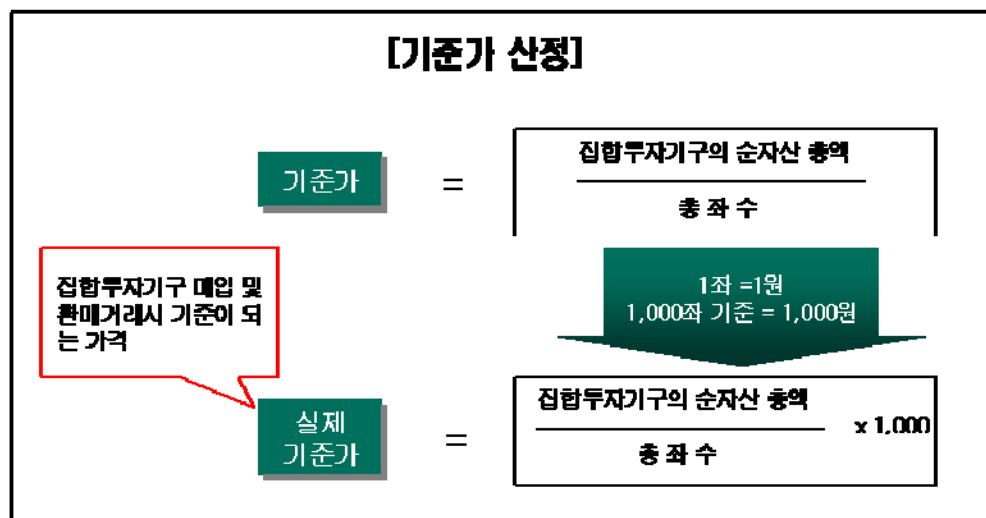 [기준가 산정]
기준가
=
집합투자기구의 순자산 총액
총 좌 수
집합투자기구 매입 및
환매거래시 기준이 되
는 가격
1좌 =1원
1,000좌 기준 = 1,000원
실제
기준가
=
집합투자기구의 순자산 총액
총 좌 수
x 1,000